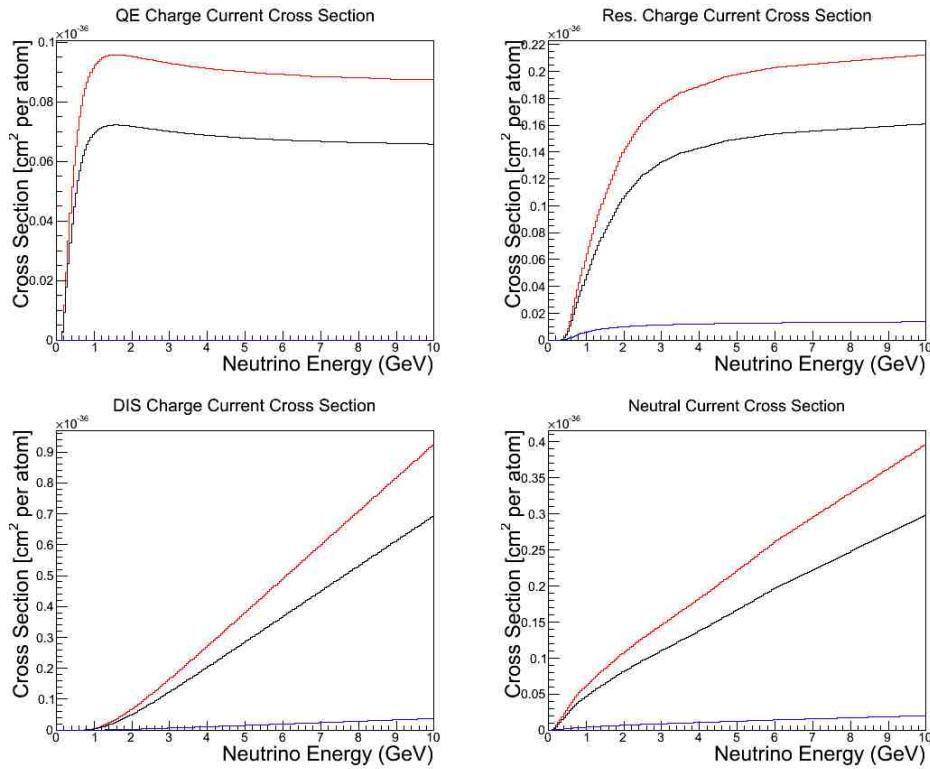 QE Charge Current Cross Section
×10⁻³⁶
Cross Section [cm² per atom]
0.1
0.08
0.06
0.04
0.02
0
0 1 2 3 4 5 6 7 8 9 10
Neutrino Energy (GeV)
Res. Charge Current Cross Section
×10⁻³⁶
Cross Section [cm² per atom]
0.22
0.2
0.18
0.16
0.14
0.12
0.1
0.08
0.06
0.04
0.02
0
0 1 2 3 4 5 6 7 8 9 10
Neutrino Energy (GeV)
DIS Charge Current Cross Section
×10⁻³⁶
Cross Section [cm² per atom]
0.9
0.8
0.7
0.6
0.5
0.4
0.3
0.2
0.1
0
0 1 2 3 4 5 6 7 8 9 10
Neutrino Energy (GeV)
Neutral Current Cross Section
×10⁻³⁶
Cross Section [cm² per atom]
0.4
0.35
0.3
0.25
0.2
0.15
0.1
0.05
0
0 1 2 3 4 5 6 7 8 9 10
Neutrino Energy (GeV)